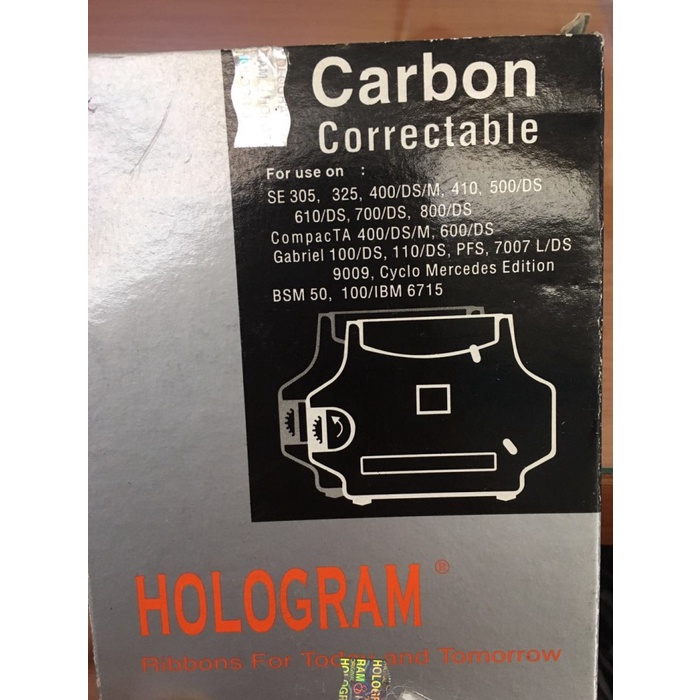 Carbon
Correctable
For use on :
SE 305, 325, 400/DS/M, 410, 500/DS
610/DS, 700/DS, 800/DS
CompacTA 400/DS/M, 600/DS
Gabriel 100/DS, 110/DS, PFS, 7007 L/DS
9009, Cyclo Mercedes Edition
BSM 50, 100/IBM 6715
HOLOGRAM®
Ribbons For Today and Tomorrow